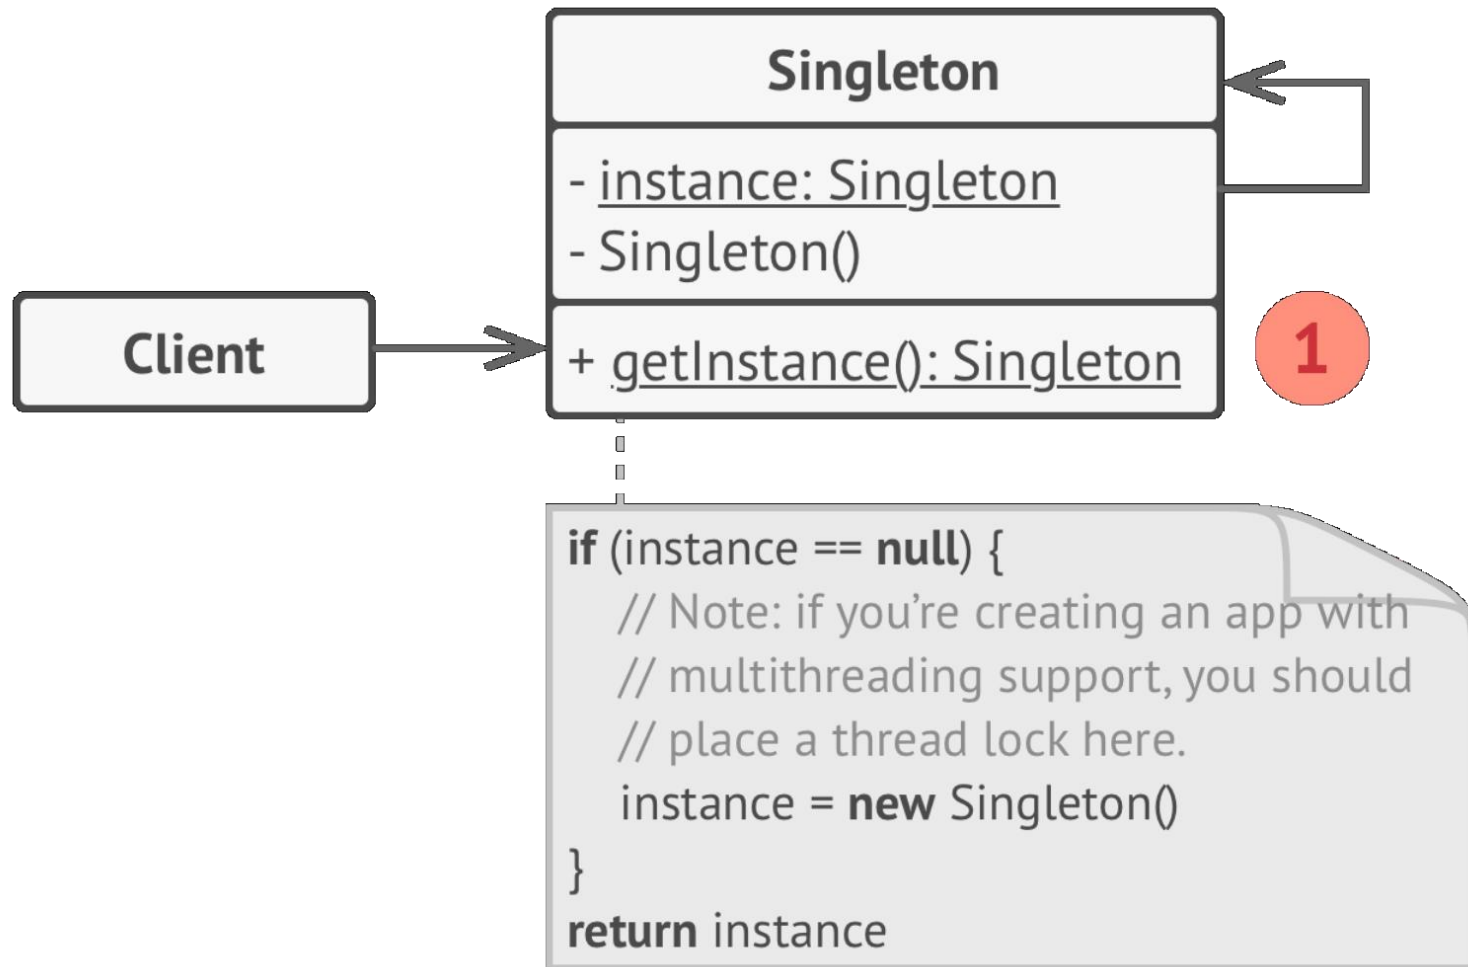 Singleton
- instance: Singleton
- Singleton()
Client
+ getInstance(): Singleton
1
if (instance == null) {
// Note: if you’re creating an app with
// multithreading support, you should
// place a thread lock here.
instance = new Singleton()
}
return instance